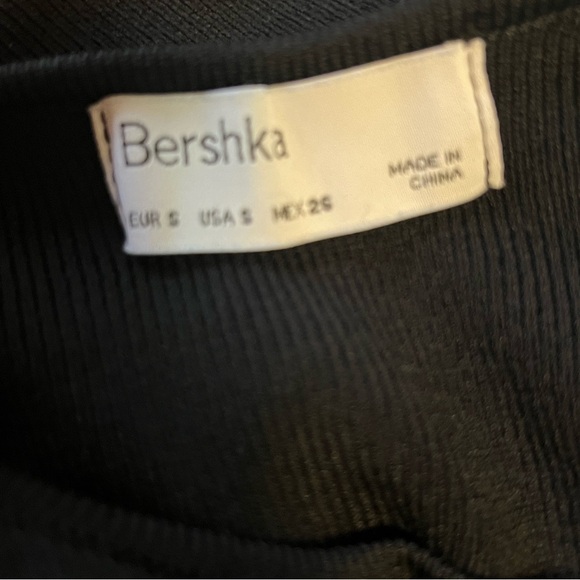 Bershka
EUR S USA S MEX 26
MADE IN
CHINA